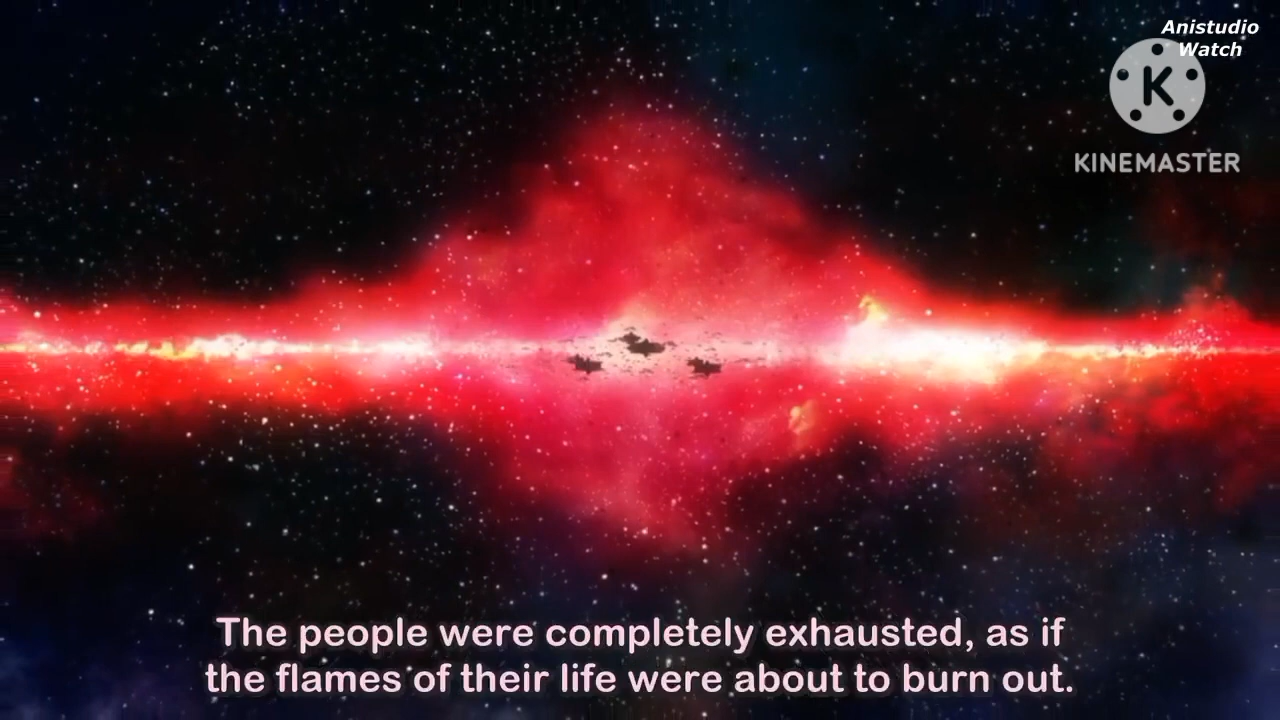 Anistudio
Watch
K
KINEMASTER
The people were completely exhausted, as if
the flames of their life were about to burn out.